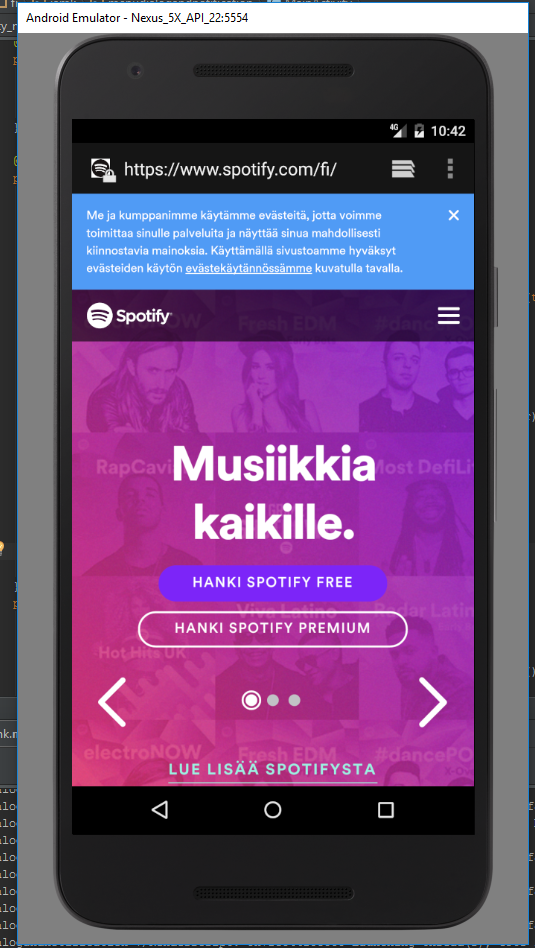 Android Emulator - Nexus_5X_API_22:5554
4G 10:42
https://www.spotify.com/fi/
Me ja kumppanimme käytämme evästeitä, jotta voimme
toimittaa sinulle palveluita ja näyttää sinua mahdollisesti
kiinnostavia mainoksia. Käyttämällä sivustoamme hyväksyt
evästeiden käytön evästekäytännössämme kuvatulla tavalla.
Spotify
electroNOW Fresh EDM #dancePO
RapCavi Most DefiLi
Musiikkia
kaikille.
HANKI SPOTIFY FREE
Viva Latino Radar Latin
HANKI SPOTIFY PREMIUM
Hot Hits UK
electroNOW Fresh EDM #dancePO
LUE LISÄÄ SPOTIFYSTA